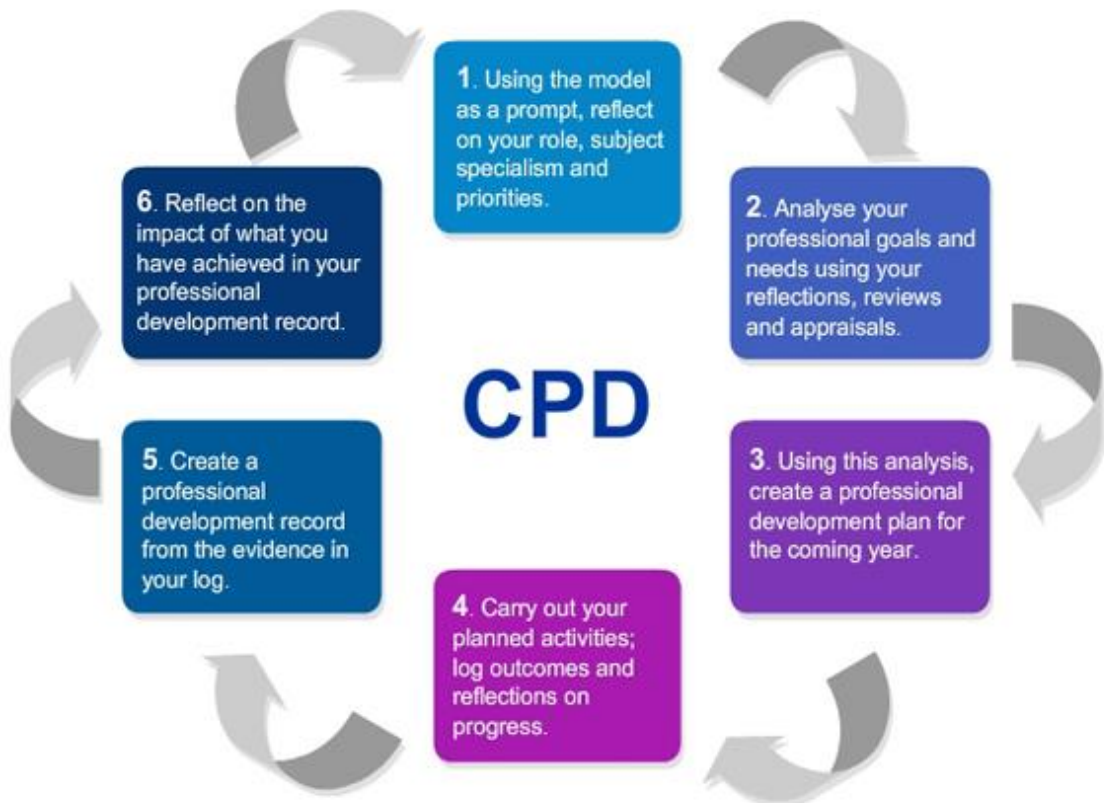 1. Using the model
as a prompt, reflect
on your role, subject
specialism and
priorities.
2. Analyse your
professional goals and
needs using your
reflections, reviews
and appraisals.
3. Using this analysis,
create a professional
development plan for
the coming year.
4. Carry out your
planned activities;
log outcomes and
reflections on
progress.
5. Create a
professional
development record
from the evidence in
your log.
6. Reflect on the
impact of what you
have achieved in your
professional
development record.
CPD